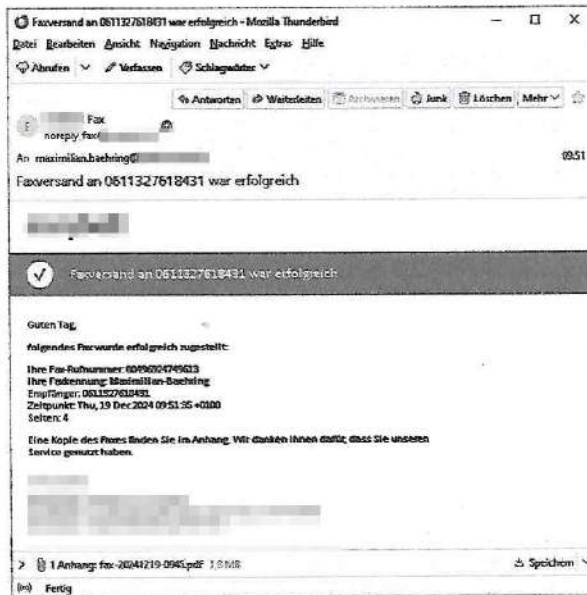 Faxversand an 0611327618431 war erfolgreich - Mozilla Thunderbird
Datei Bearbeiten Ansicht Navigation Nachricht Extras Hilfe
Abrufen Verfassen Schlagwörter
Antworten Weiterleiten Archivieren Junk Löschen Mehr
F Fax
noreply.fax@
An maximilian.baehring@ 09:51
Faxversand an 0611327618431 war erfolgreich
Faxversand an 0611327618431 war erfolgreich
Guten Tag,
folgendes Fax wurde erfolgreich zugestellt:
Ihre Fax-Rufnummer:
Ihre Faxkennung: Maximilian-Baehring
Empfänger: 0611327618431
Zeitpunkt: Thu, 19 Dec 2024 09:51:35 +0100
Seiten: 4
Eine Kopie des Faxes finden Sie im Anhang. Wir danken Ihnen dafür, dass Sie unseren
Service genutzt haben.
1 Anhang: fax-20241219-0945.pdf 1,8 MB Speichern
Fertig